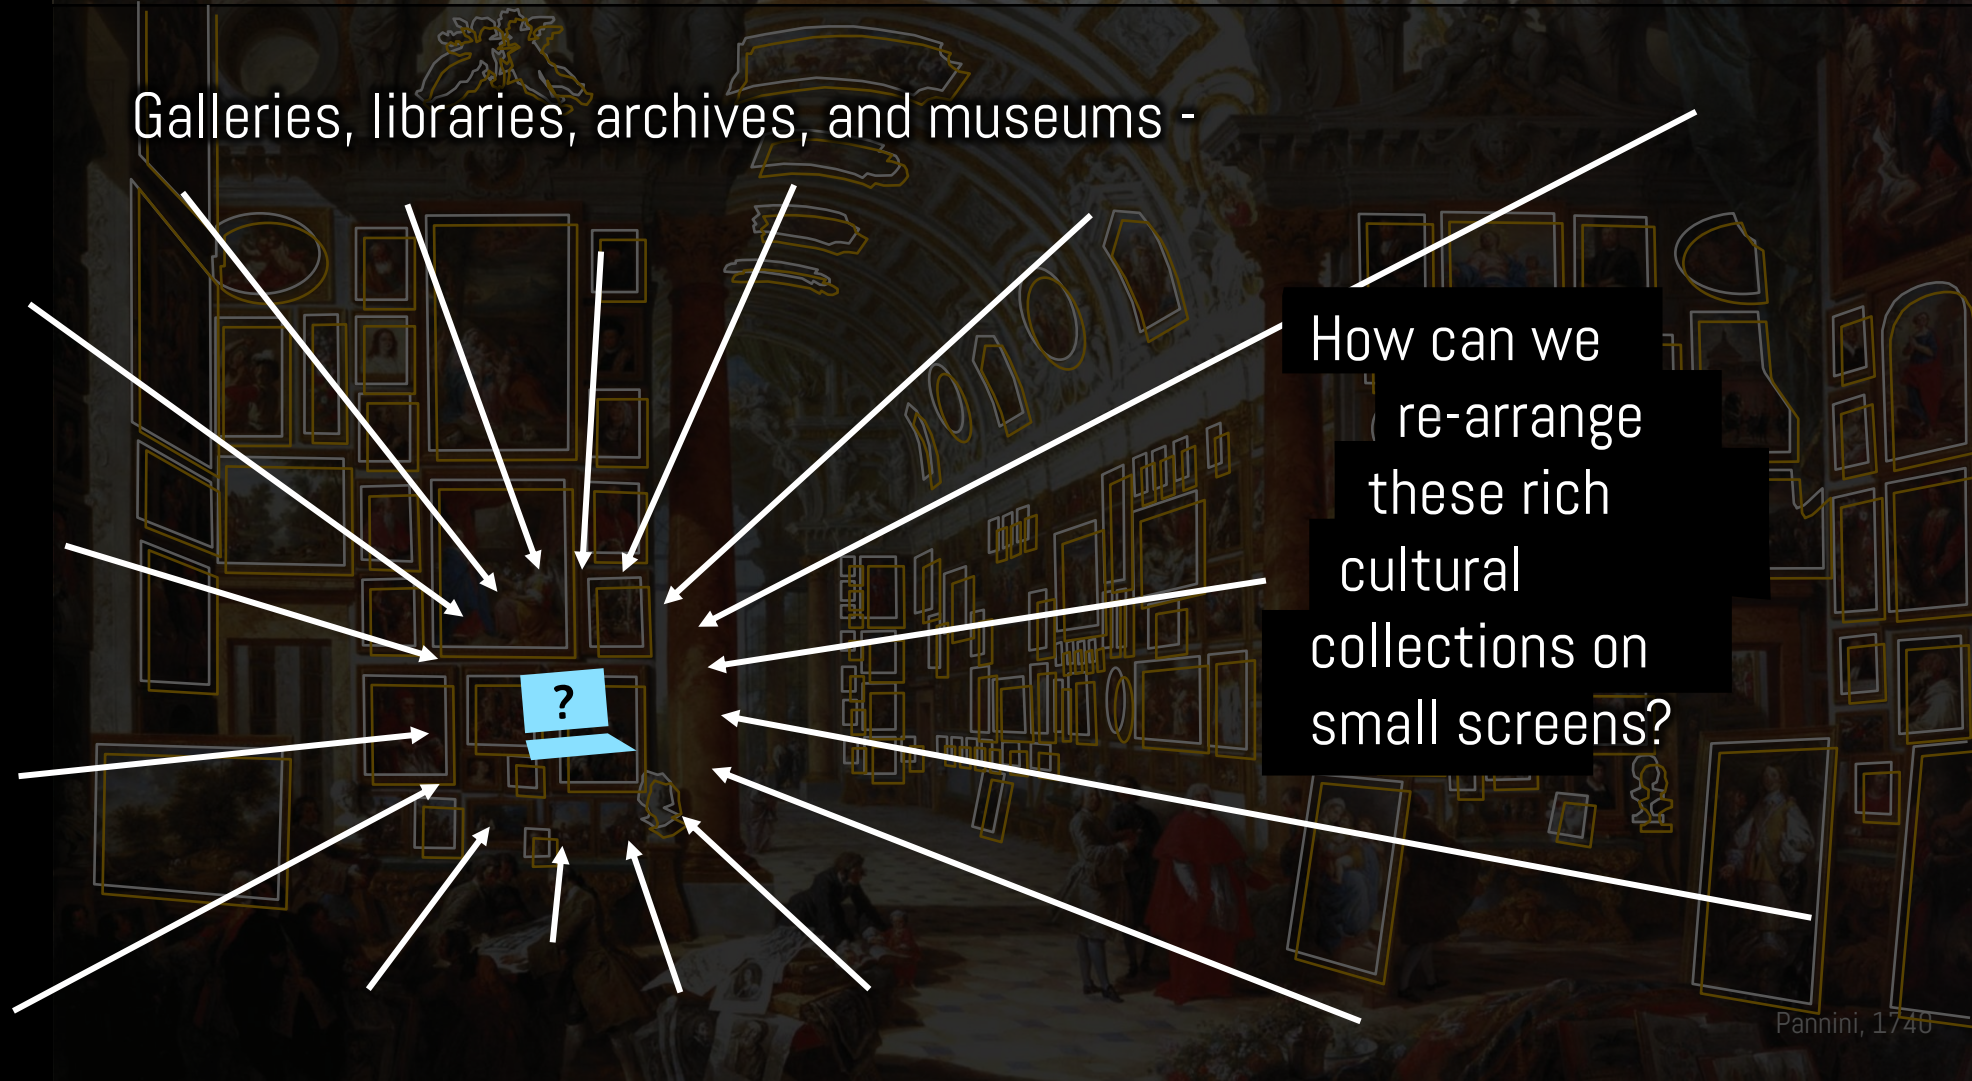 Galleries, libraries, archives, and museums -
How can we
re-arrange
these rich
cultural
collections on
small screens?
?
Pannini, 1740